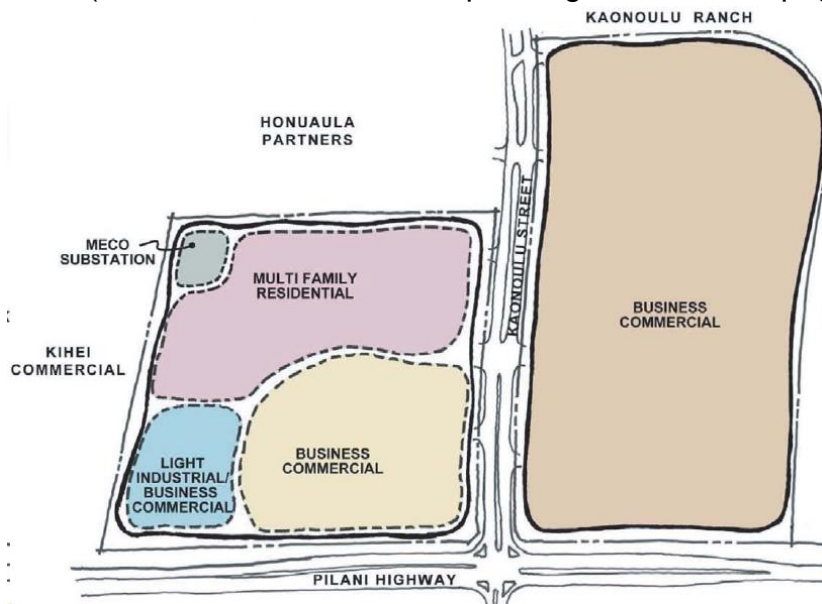 KAONOULU RANCH
HONUAULA
PARTNERS
KAONOULU STREET
MECO
SUBSTATION
MULTI FAMILY
RESIDENTIAL
BUSINESS
COMMERCIAL
KIHEI
COMMERCIAL
LIGHT
INDUSTRIAL/
BUSINESS
COMMERCIAL
BUSINESS
COMMERCIAL
PILANI HIGHWAY